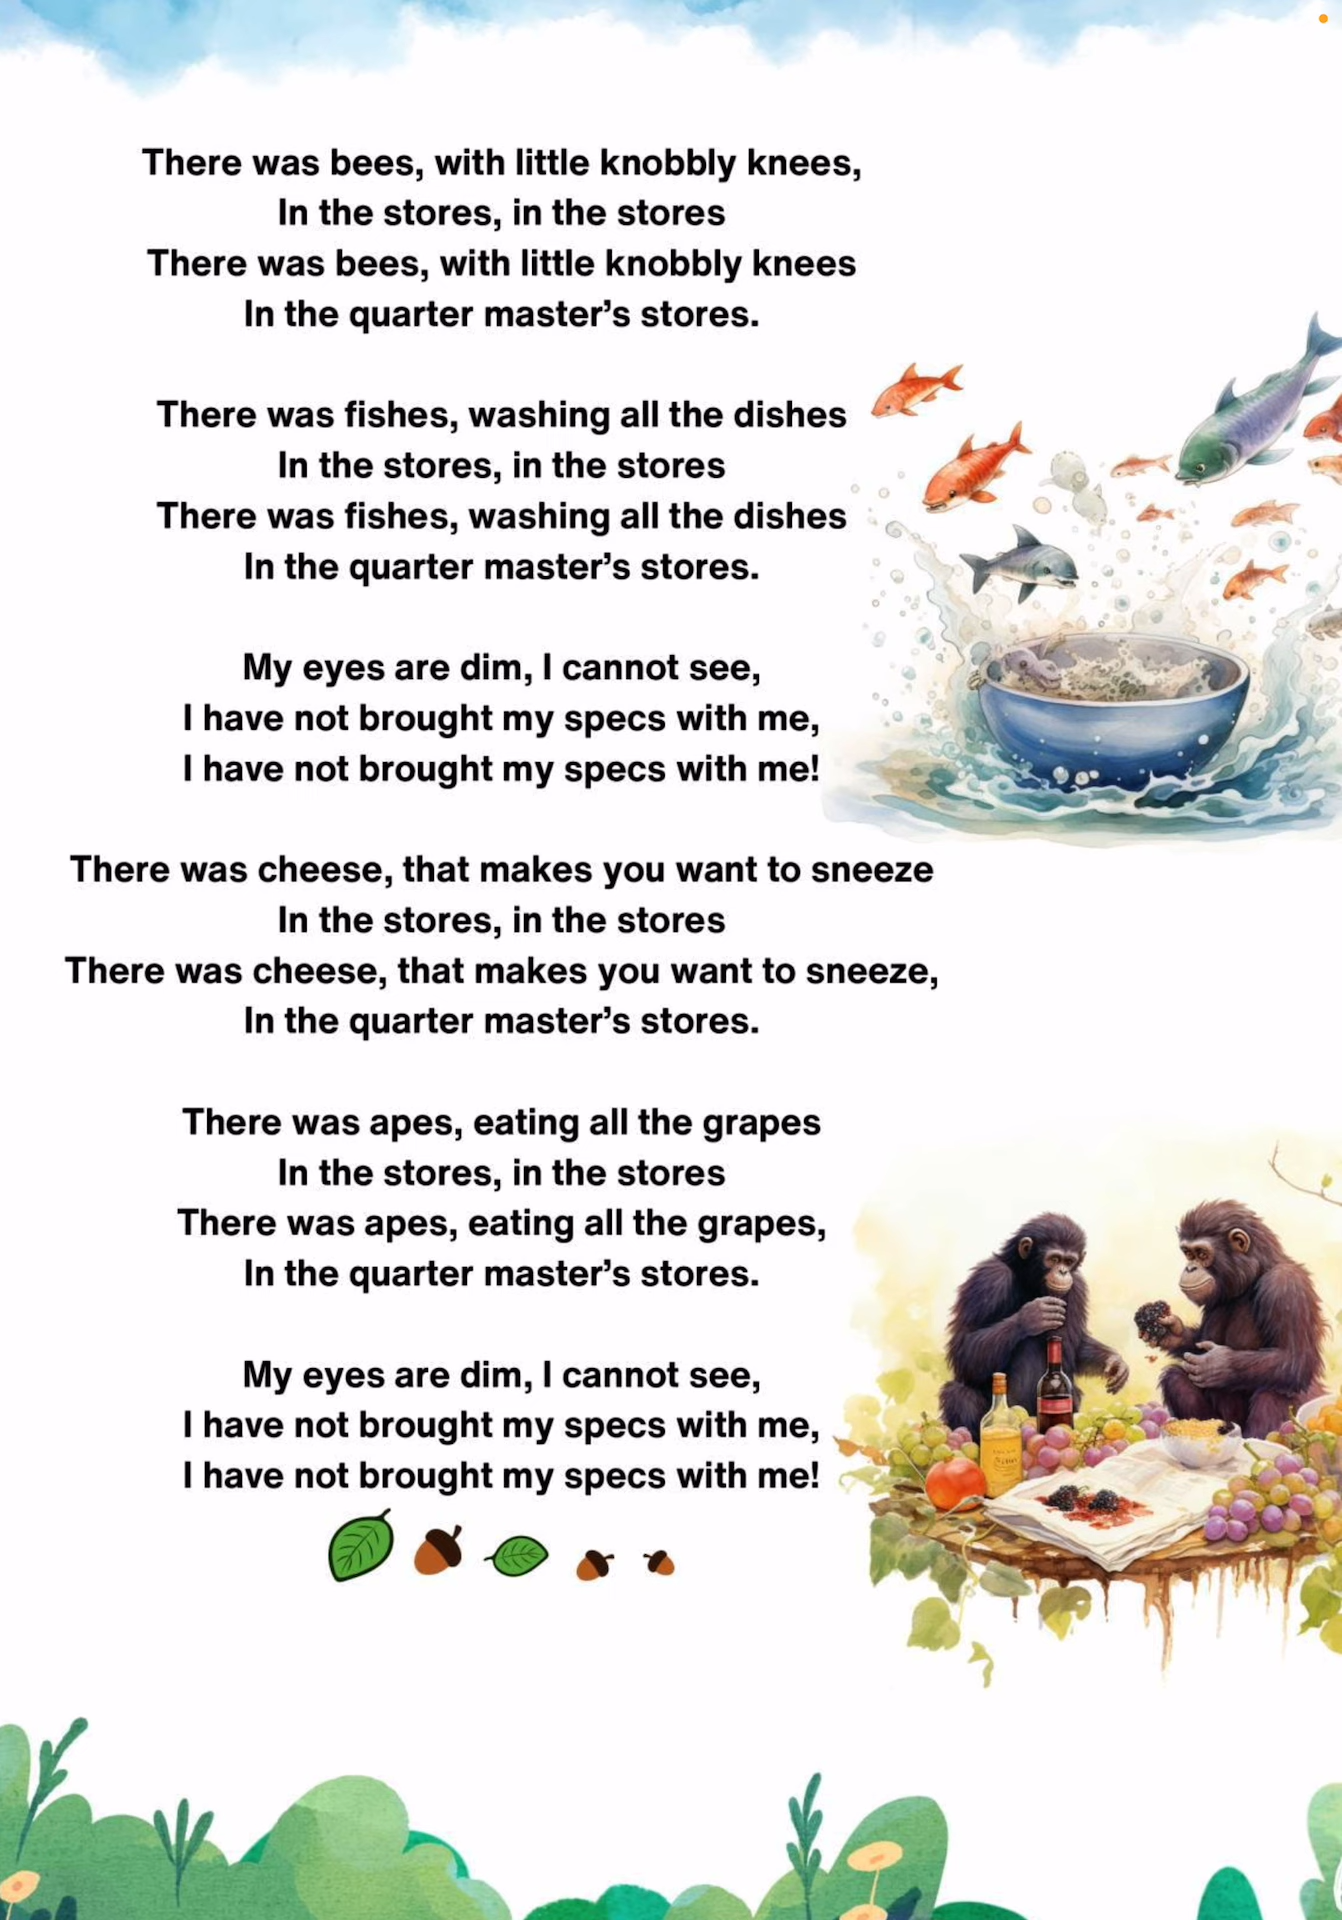 There was bees, with little knobbly knees,
In the stores, in the stores
There was bees, with little knobbly knees
In the quarter master’s stores.
There was fishes, washing all the dishes
In the stores, in the stores
There was fishes, washing all the dishes
In the quarter master’s stores.
My eyes are dim, I cannot see,
I have not brought my specs with me,
I have not brought my specs with me!
There was cheese, that makes you want to sneeze
In the stores, in the stores
There was cheese, that makes you want to sneeze,
In the quarter master’s stores.
There was apes, eating all the grapes
In the stores, in the stores
There was apes, eating all the grapes,
In the quarter master’s stores.
My eyes are dim, I cannot see,
I have not brought my specs with me,
I have not brought my specs with me!